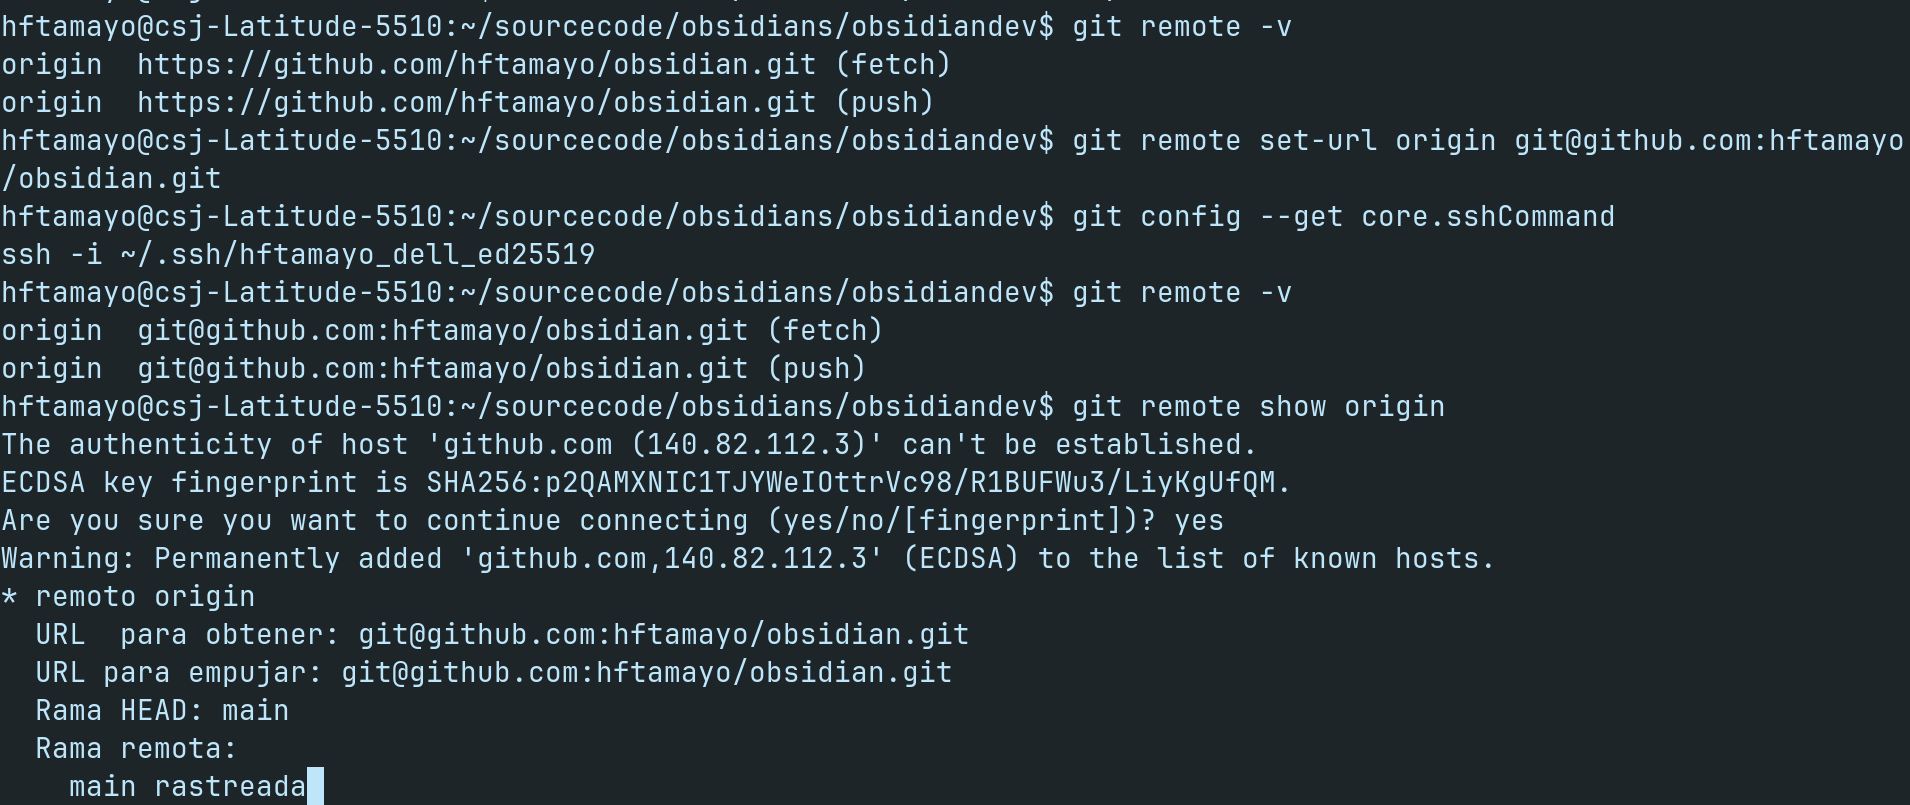 hftamayo@csj-Latitude-5510:~/sourcecode/obsidians/obsidiandev$ git remote -v
origin  https://github.com/hftamayo/obsidian.git (fetch)
origin  https://github.com/hftamayo/obsidian.git (push)
hftamayo@csj-Latitude-5510:~/sourcecode/obsidians/obsidiandev$ git remote set-url origin git@github.com:hftamayo
/obsidian.git
hftamayo@csj-Latitude-5510:~/sourcecode/obsidians/obsidiandev$ git config --get core.sshCommand
ssh -i ~/.ssh/hftamayo_dell_ed25519
hftamayo@csj-Latitude-5510:~/sourcecode/obsidians/obsidiandev$ git remote -v
origin  git@github.com:hftamayo/obsidian.git (fetch)
origin  git@github.com:hftamayo/obsidian.git (push)
hftamayo@csj-Latitude-5510:~/sourcecode/obsidians/obsidiandev$ git remote show origin
The authenticity of host 'github.com (140.82.112.3)' can't be established.
ECDSA key fingerprint is SHA256:p2QAMXNIC1TJYWeIOttrVc98/R1BUFWu3/LiyKgUfQM.
Are you sure you want to continue connecting (yes/no/[fingerprint])? yes
Warning: Permanently added 'github.com,140.82.112.3' (ECDSA) to the list of known hosts.
* remoto origin
  URL  para obtener: git@github.com:hftamayo/obsidian.git
  URL para empujar: git@github.com:hftamayo/obsidian.git
  Rama HEAD: main
  Rama remota:
    main rastreada